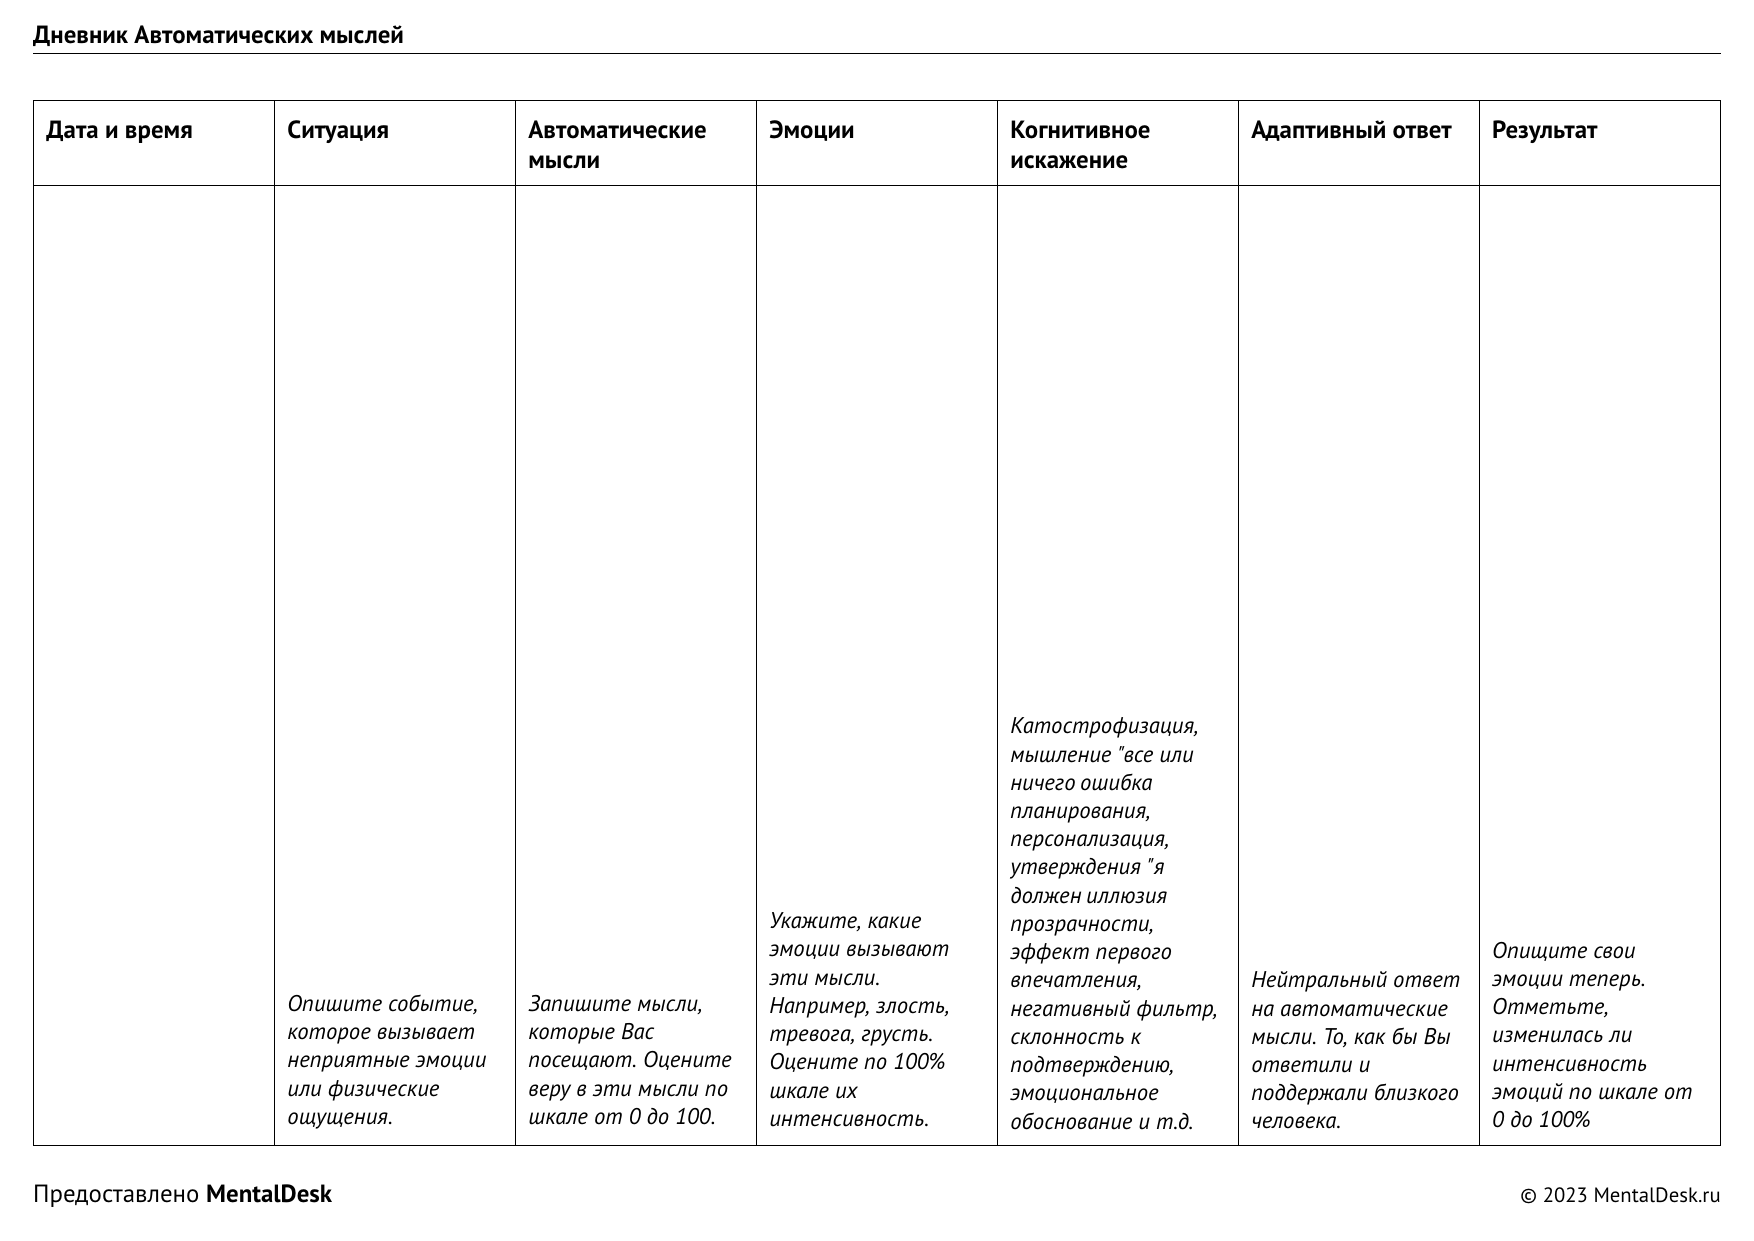 Дневник Автоматических мыслей
Дата и время
Ситуация
Автоматические
мысли
Эмоции
Когнитивное
искажение
Адаптивный ответ
Результат
Опишите событие,
которое вызывает
неприятные эмоции
или физические
ощущения.
Запишите мысли,
которые Вас
посещают. Оцените
веру в эти мысли по
шкале от 0 до 100.
Укажите, какие
эмоции вызывают
эти мысли.
Например, злость,
тревога, грусть.
Оцените по 100%
шкале их
интенсивность.
Катострофизация,
мышление "все или
ничего ошибка
планирования,
персонализация,
утверждения "я
должен иллюзия
прозрачности,
эффект первого
впечатления,
негативный фильтр,
склонность к
подтверждению,
эмоциональное
обоснование и т.д.
Нейтральный ответ
на автоматические
мысли. То, как бы Вы
ответили и
поддержали близкого
человека.
Опищите свои
эмоции теперь.
Отметьте,
изменилась ли
интенсивность
эмоций по шкале от
0 до 100%
Предоставлено MentalDesk
© 2023 MentalDesk.ru